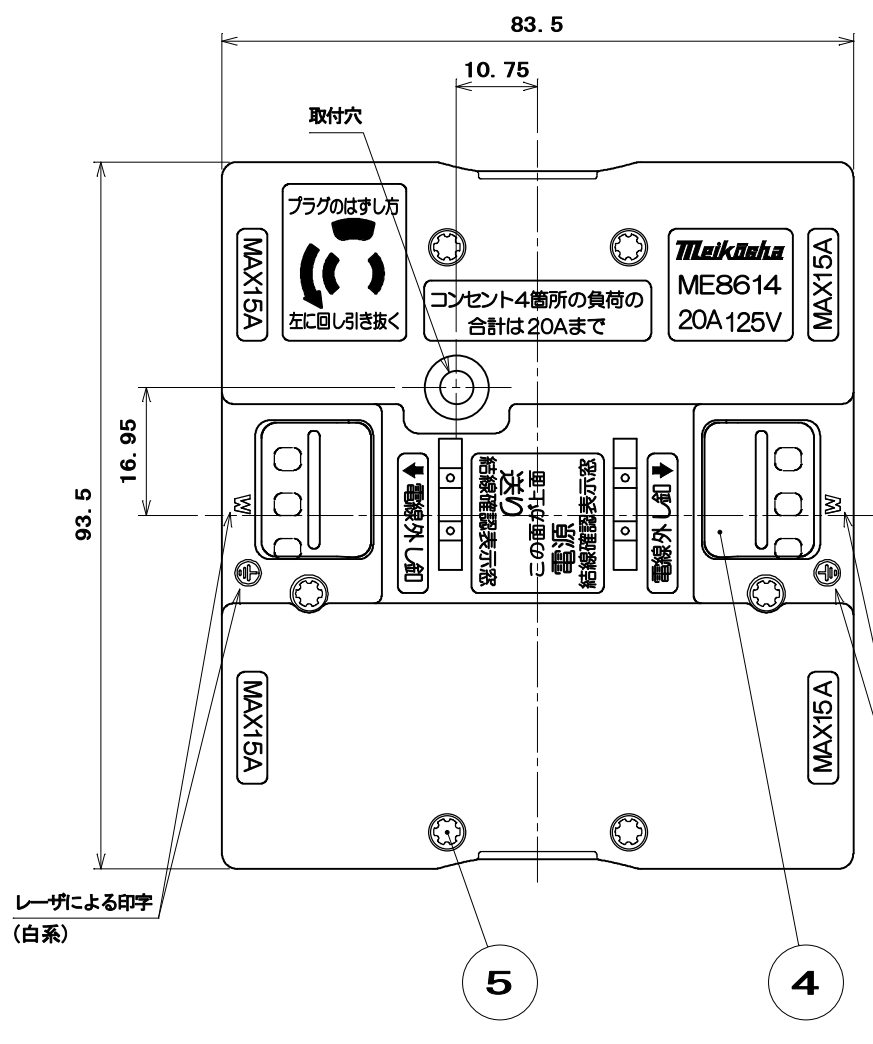 83.5
10.75
取付穴
プラグのはずし方
左に回し引き抜く
MAX15A
コンセント4箇所の負荷の
合計は20Aまで
Meikosha
ME8614
20A 125V
MAX15A
16.95
93.5
W
電線外し釦
結線確認表示窓
送り
この面が上面
電源
結線確認表示窓
電線外し釦
W
MAX15A
MAX15A
レーザによる印字
(白系)
5
4